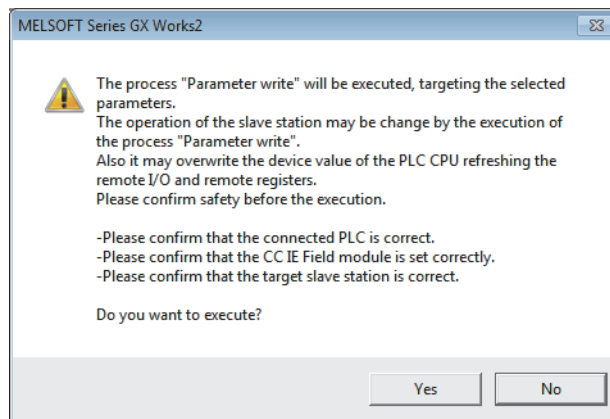 MELSOFT Series GX Works2
The process "Parameter write" will be executed, targeting the selected
parameters.
The operation of the slave station may be change by the execution of
the process "Parameter write".
Also it may overwrite the device value of the PLC CPU refreshing the
remote I/O and remote registers.
Please confirm safety before the execution.
-Please confirm that the connected PLC is correct.
-Please confirm that the CC IE Field module is set correctly.
-Please confirm that the target slave station is correct.
Do you want to execute?
Yes No